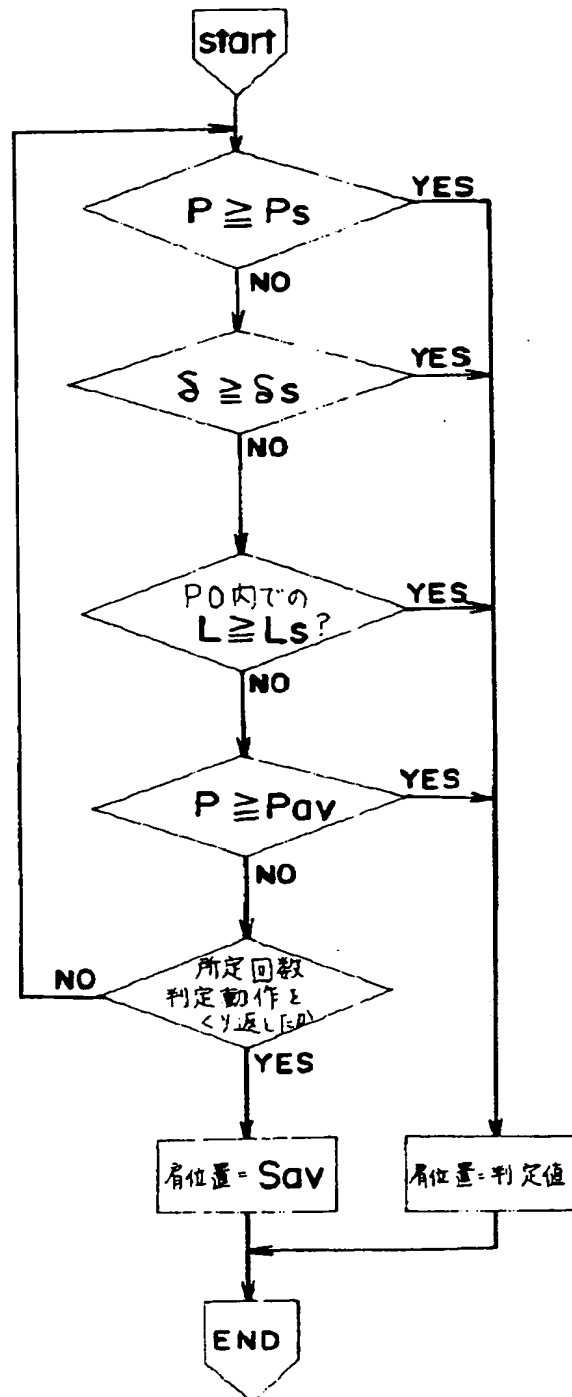 start
P ≧ Ps
YES
NO
δ ≧ δs
YES
NO
PO内での
L ≧ Ls?
YES
NO
P ≧ Pav
YES
NO
所定回数
判定動作を
くり返したか
NO
YES
肩位置=Sav
肩位置=判定値
END